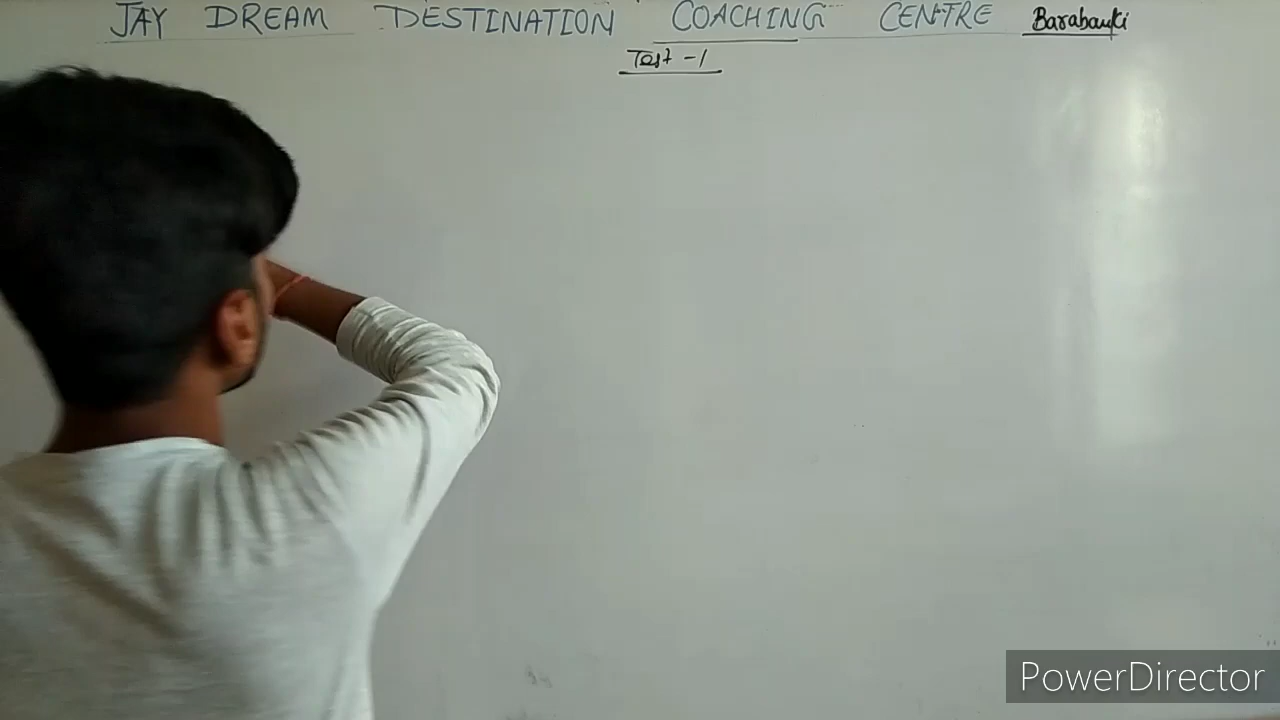 JAY DREAM DESTINATION COACHING CENTRE Barabanki
Test -1
PowerDirector